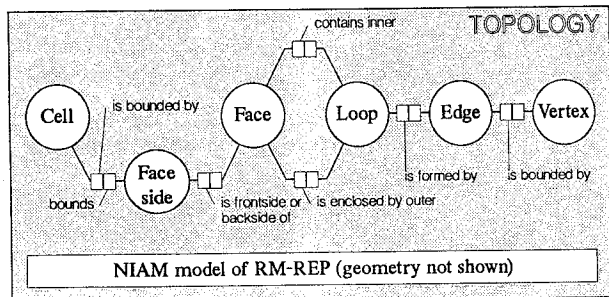 contains inner
TOPOLOGY
is bounded by
Cell
Face
Loop
Edge
Vertex
Face
side
bounds
is frontside or
backside of
is enclosed by outer
is formed by
is bounded by
NIAM model of RM-REP (geometry not shown)